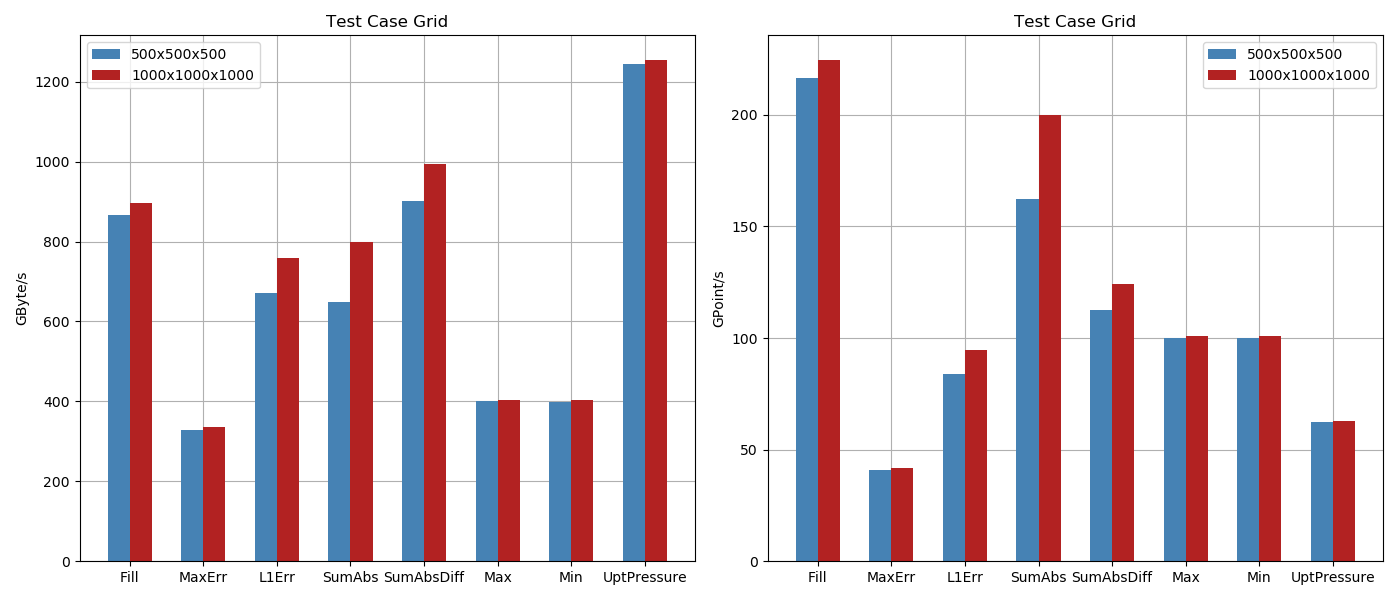 Test Case Grid
500x500x500
1000x1000x1000
GByte/s
1200
1000
800
600
400
200
0
Fill MaxErr L1Err SumAbs SumAbsDiff Max Min UptPressure
Test Case Grid
500x500x500
1000x1000x1000
GPoint/s
200
150
100
50
0
Fill MaxErr L1Err SumAbs SumAbsDiff Max Min UptPressure